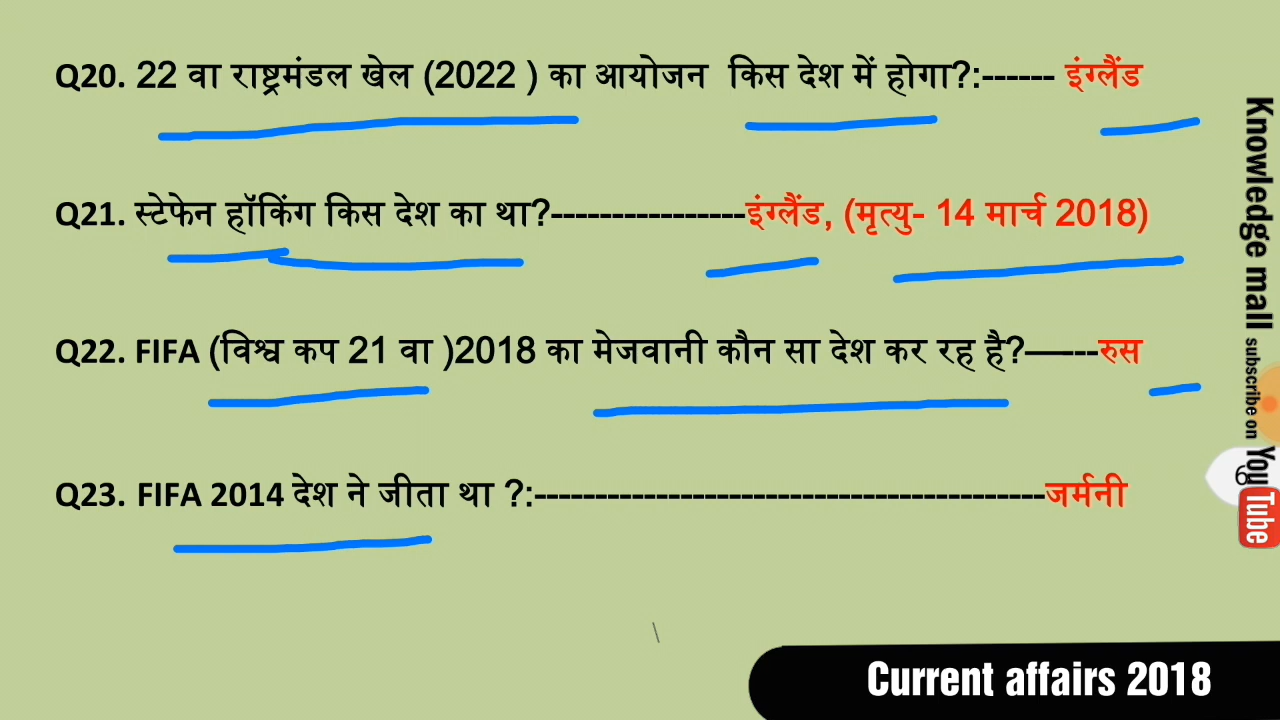 Q20. 22 वा राष्ट्रमंडल खेल (2022 ) का आयोजन किस देश में होगा?:------ इंग्लैंड
Q21. स्टेफेन हॉकिंग किस देश का था?----------------इंग्लैंड, (मृत्यु- 14 मार्च 2018)
Q22. FIFA (विश्व कप 21 वा )2018 का मेजवानी कौन सा देश कर रह है?-----रुस
Q23. FIFA 2014 देश ने जीता था ?:------------------------------------------जर्मनी
Knowledge mall subscribe on YouTube
Current affairs 2018